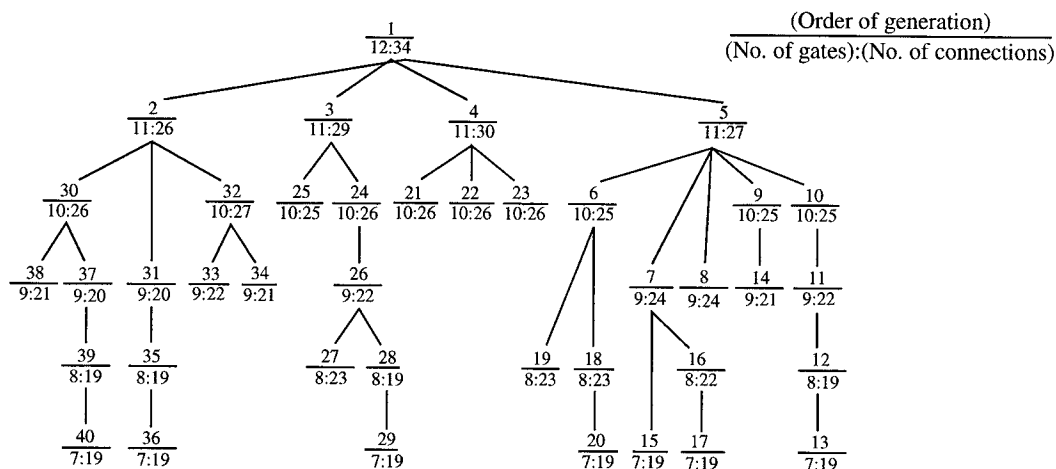 (Order of generation)
(No. of gates):(No. of connections)
1
12:34
2 3 4 5
11:26 11:29 11:30 11:27
30 32 25 24 21 22 23 6 9 10
10:26 10:27 10:25 10:26 10:26 10:26 10:26 10:25 10:25 10:25
38 37 31 33 34 26 7 8 14 11
9:21 9:20 9:20 9:22 9:21 9:22 9:24 9:24 9:21 9:22
39 35 27 28 19 18 16 12
8:19 8:19 8:23 8:19 8:23 8:23 8:22 8:19
40 36 29 20 15 17 13
7:19 7:19 7:19 7:19 7:19 7:19 7:19